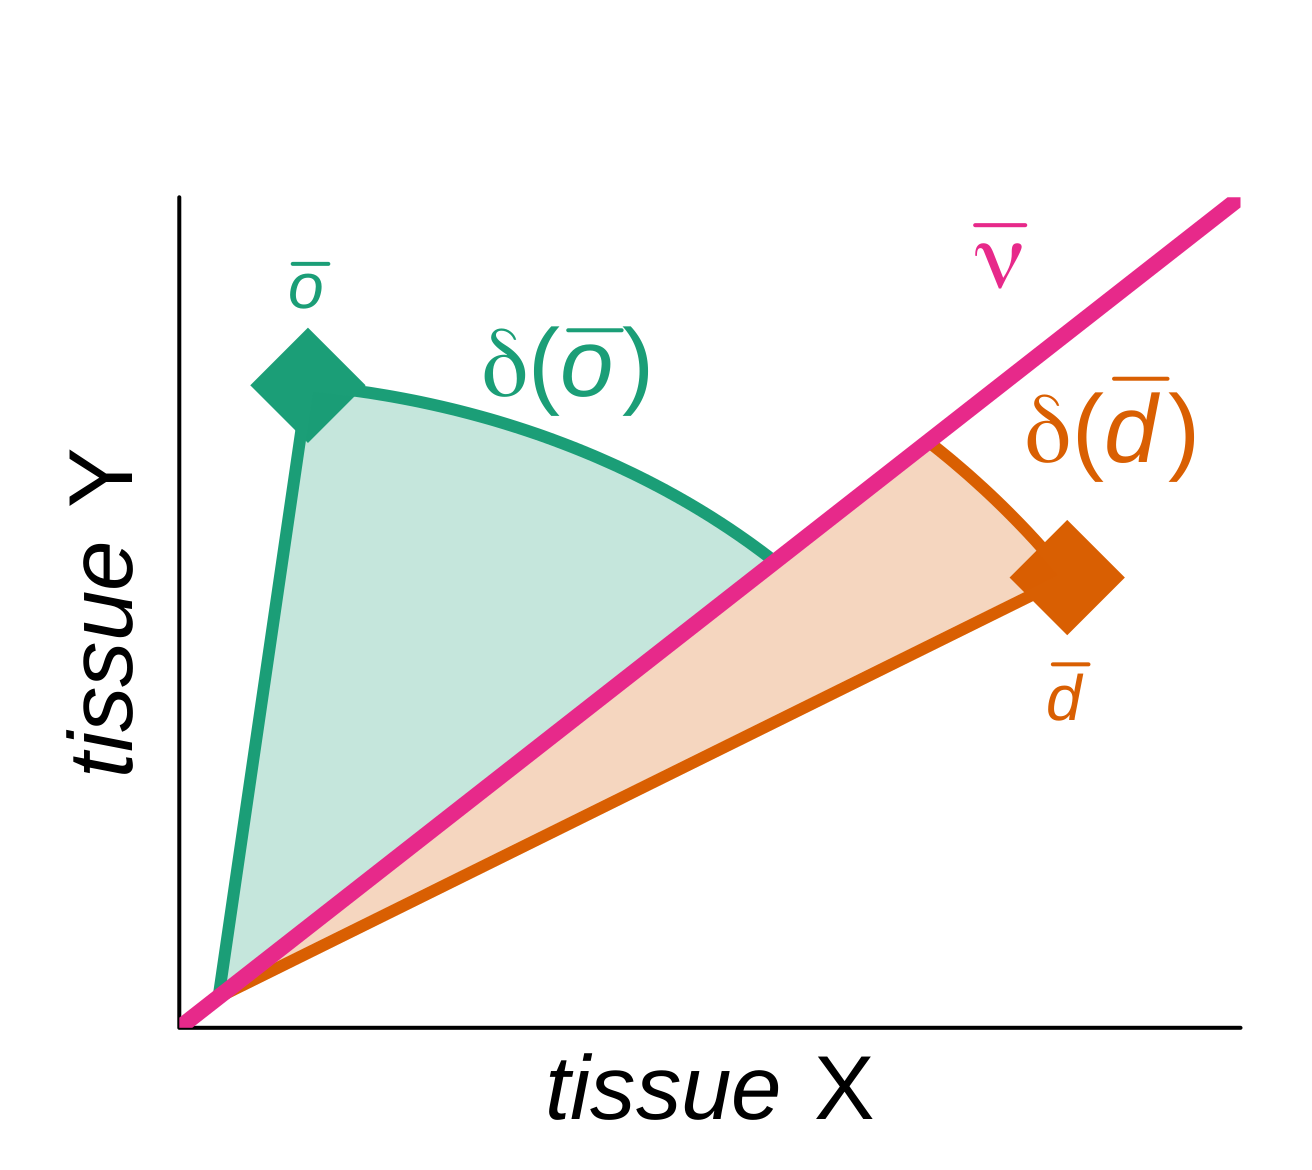 ν̅
o̅
δ(o̅)
δ(d̅)
tissue Y
d̅
tissue X